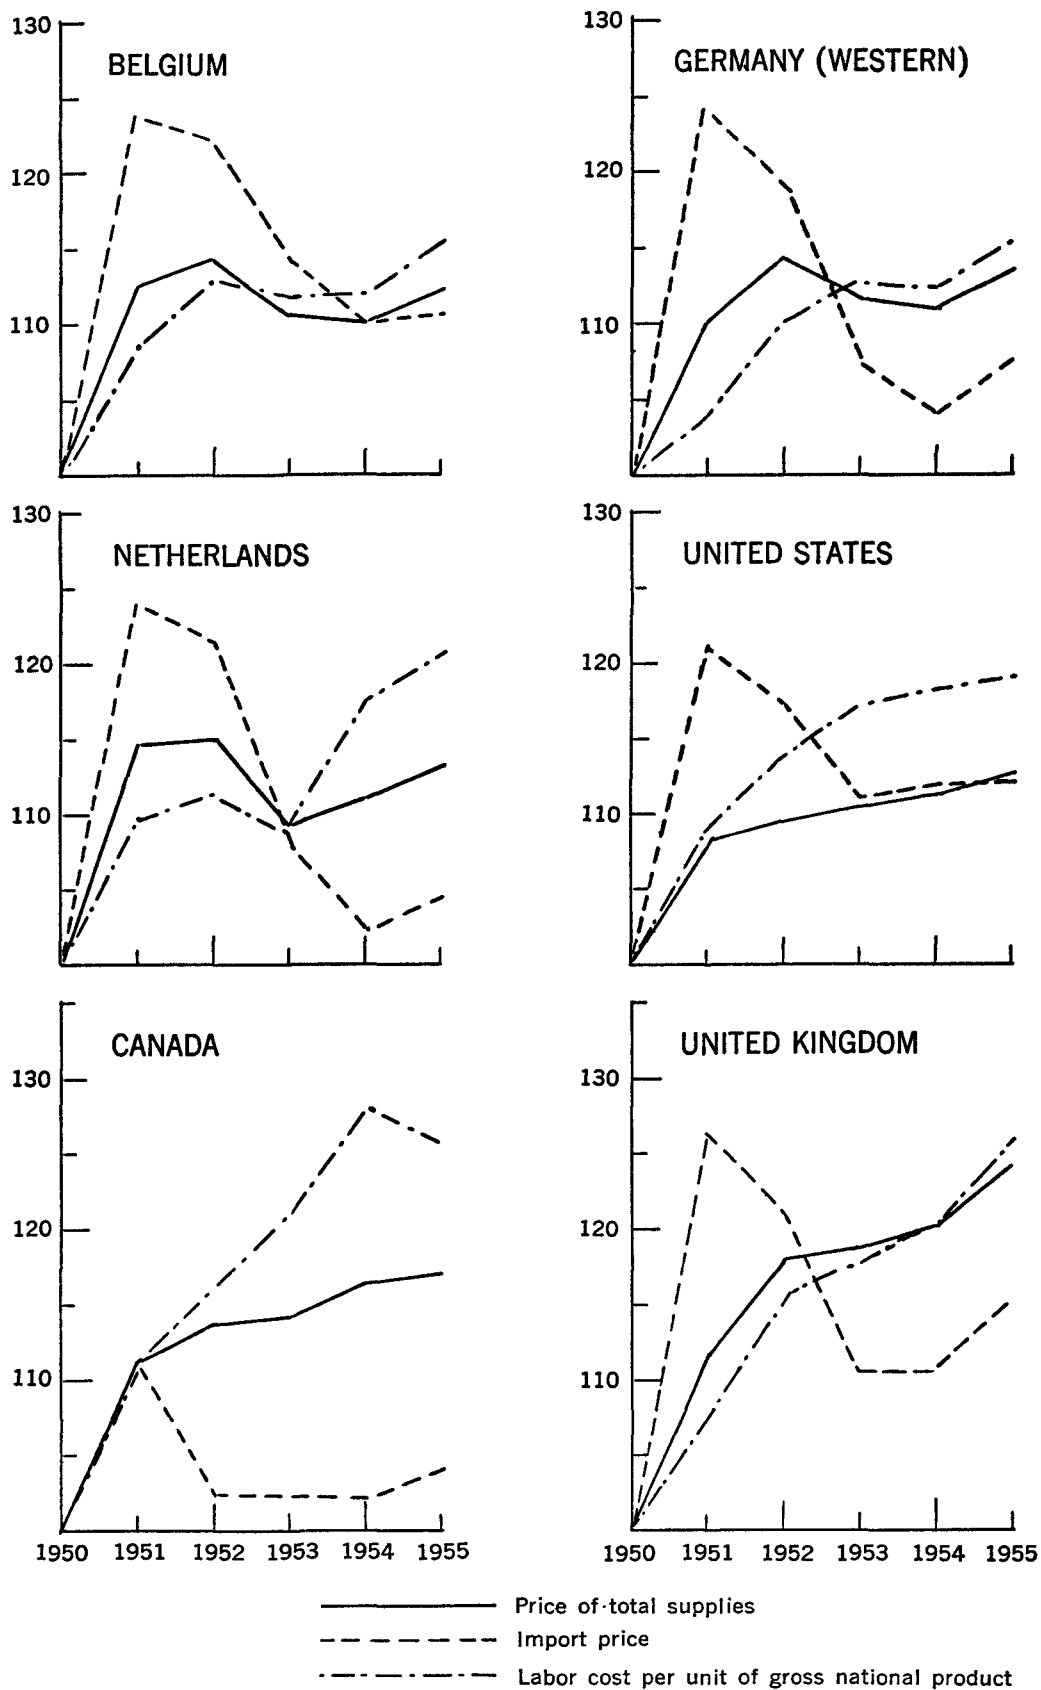 130
BELGIUM
120
110
130
GERMANY (WESTERN)
120
110
130
NETHERLANDS
120
110
130
UNITED STATES
120
110
CANADA
130
120
110
1950 1951 1952 1953 1954 1955
UNITED KINGDOM
130
120
110
1950 1951 1952 1953 1954 1955
Price of total supplies
Import price
Labor cost per unit of gross national product